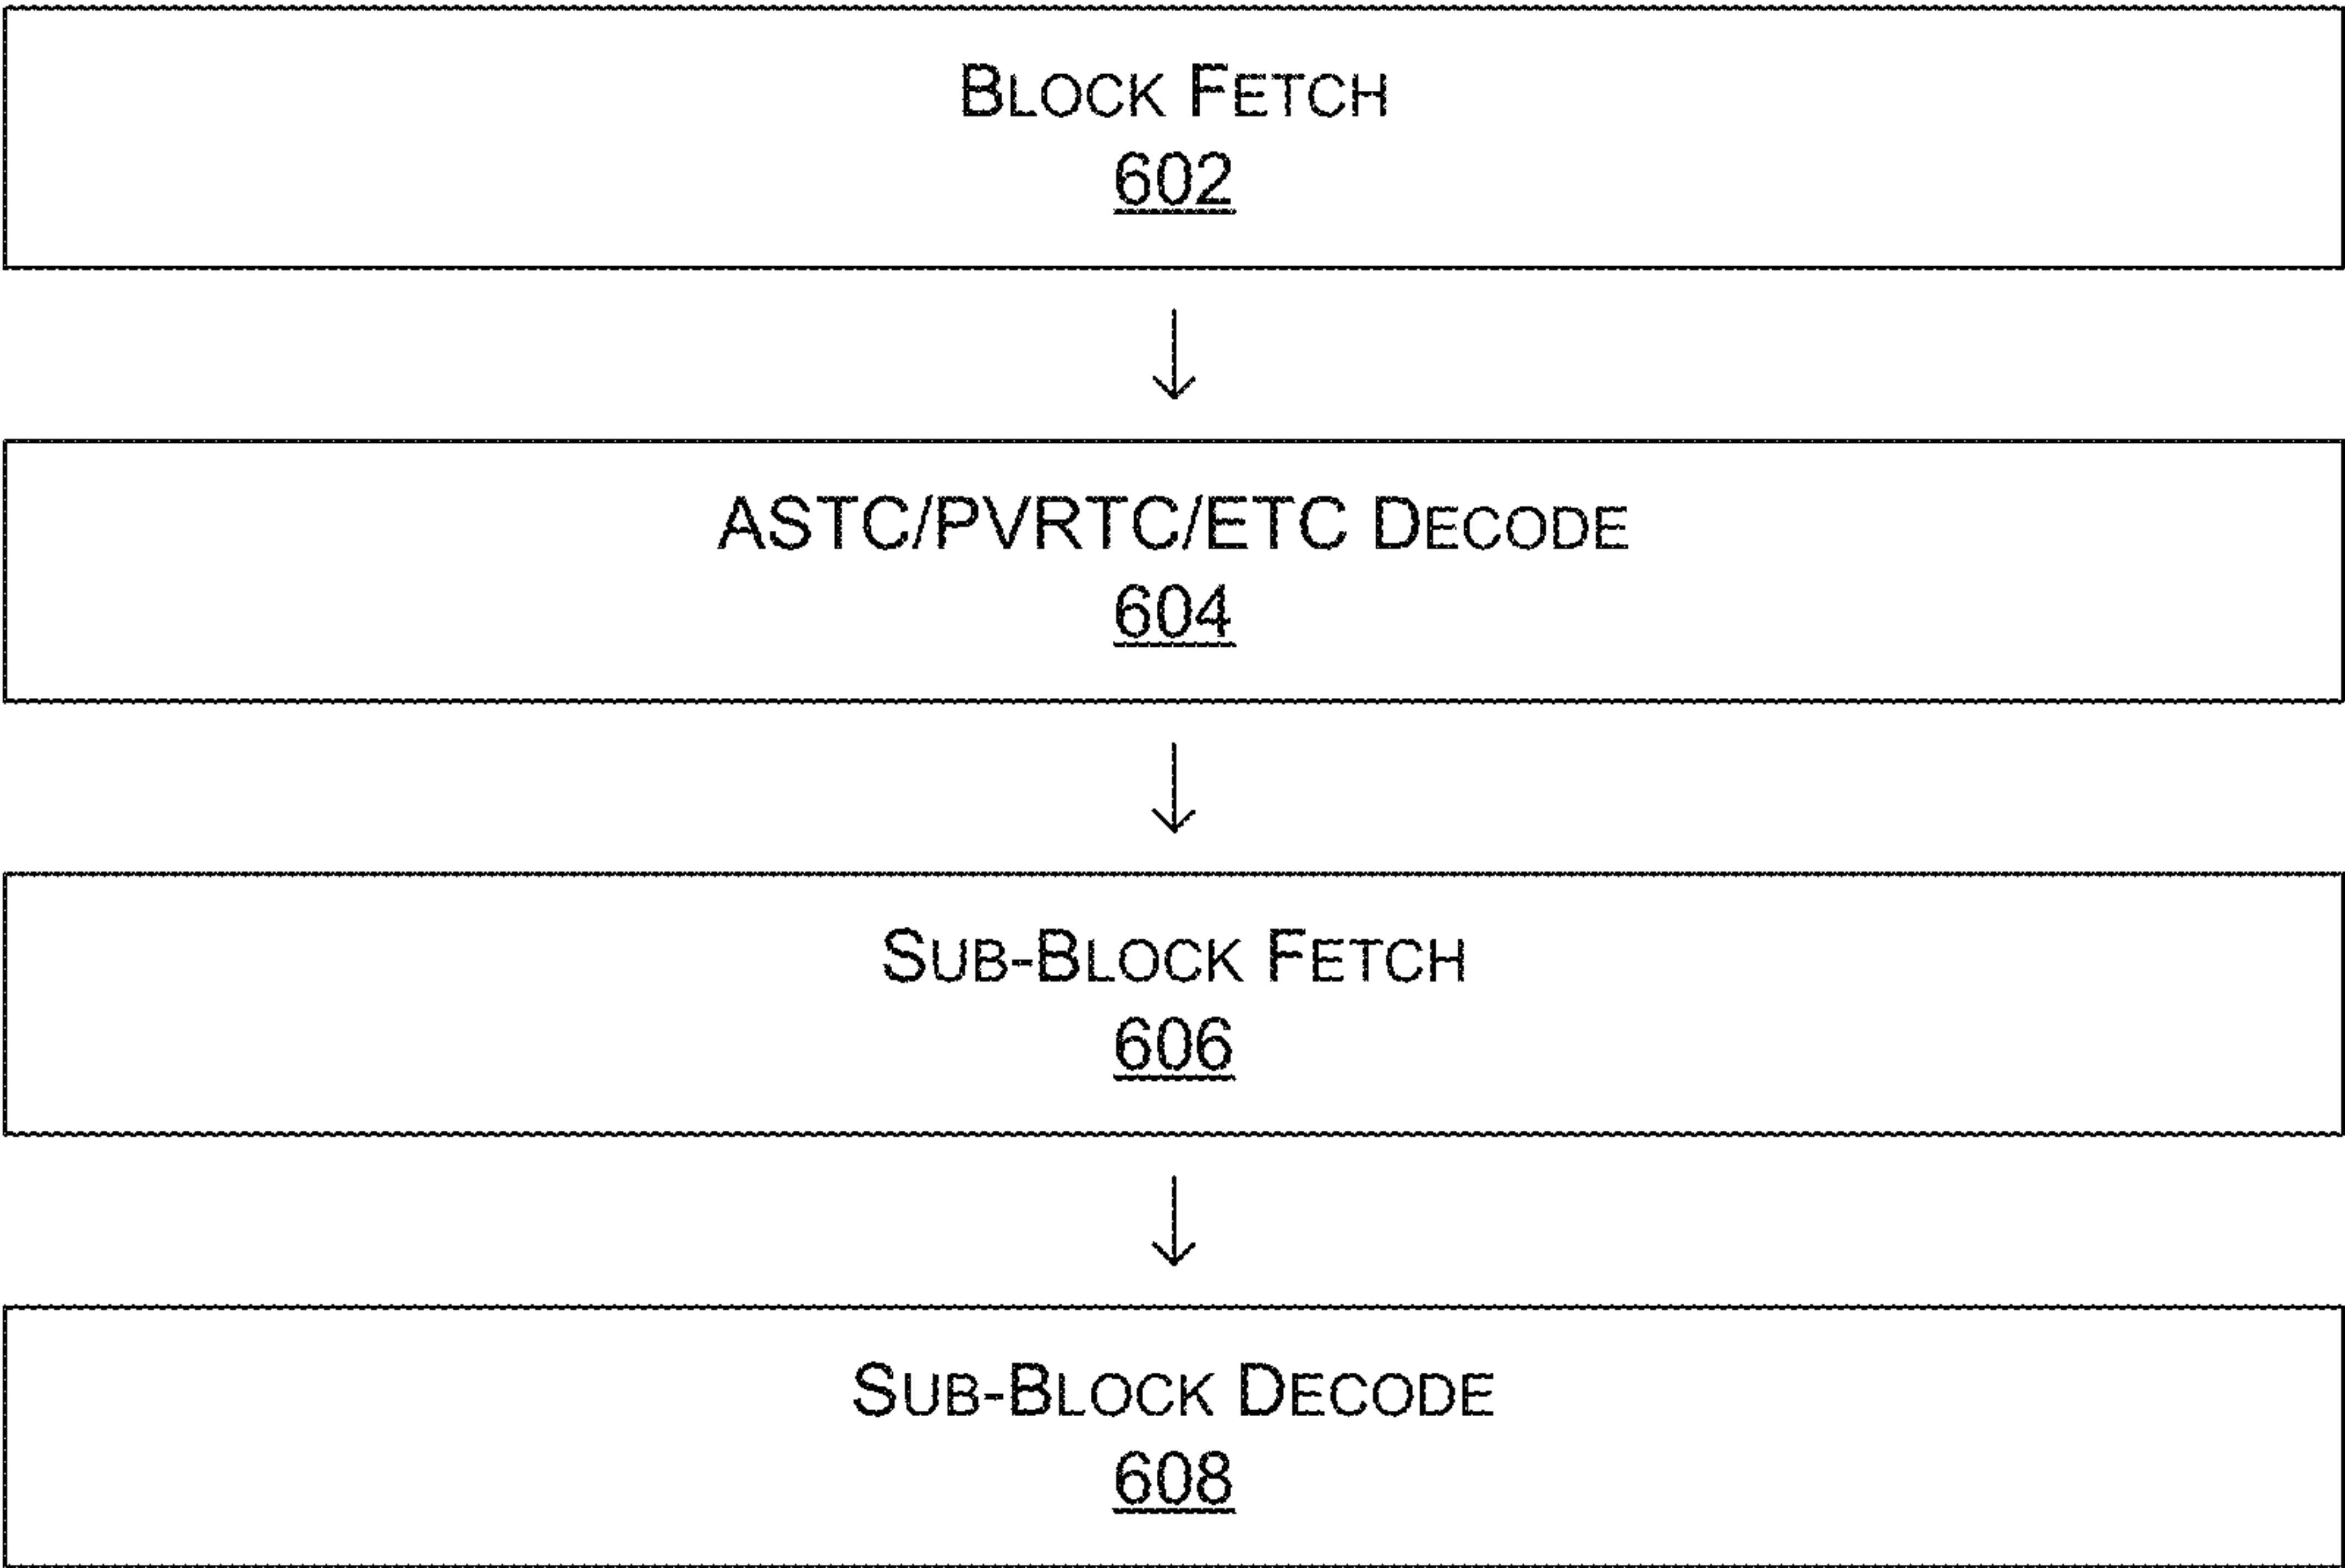 BLOCK FETCH
602
ASTC/PVRTC/ETC DECODE
604
SUB-BLOCK FETCH
606
SUB-BLOCK DECODE
608